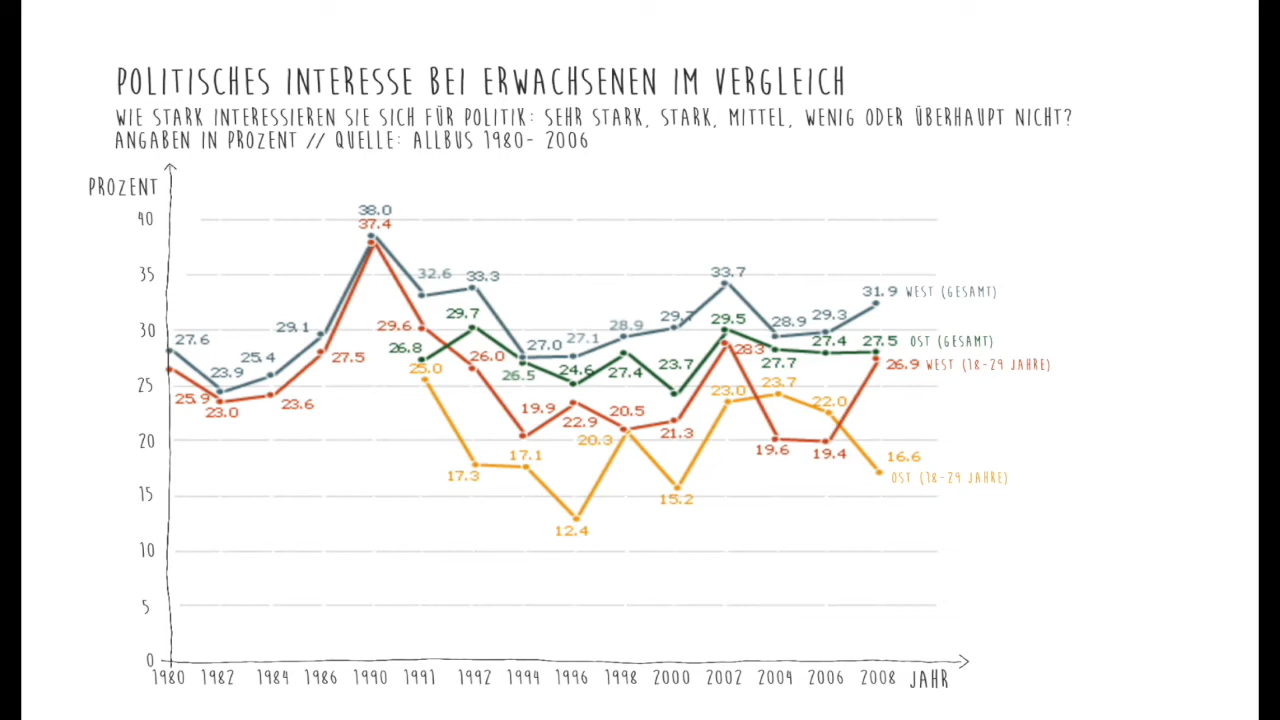 POLITISCHES INTERESSE BEI ERWACHSENEN IM VERGLEICH
WIE STARK INTERESSIEREN SIE SICH FÜR POLITIK: SEHR STARK, STARK, MITTEL, WENIG ODER ÜBERHAUPT NICHT?
ANGABEN IN PROZENT // QUELLE: ALLBUS 1980- 2006
PROZENT
40
35
30
25
20
15
10
5
0
27.6 23.9 25.4 29.1 38.0 32.6 33.3 27.0 27.1 28.9 29.7 33.7 28.9 29.3 31.9 WEST (GESAMT)
26.8 29.7 26.5 24.6 27.4 23.7 29.5 27.7 27.4 27.5 OST (GESAMT)
25.9 23.0 23.6 27.5 37.4 29.6 26.0 19.9 22.9 20.5 21.3 28.3 19.6 19.4 26.9 WEST (18-29 JAHRE)
25.0 17.3 17.1 12.4 20.3 15.2 23.0 23.7 22.0 16.6 OST (18-29 JAHRE)
1980 1982 1984 1986 1990 1991 1992 1994 1996 1998 2000 2002 2004 2006 2008 JAHR